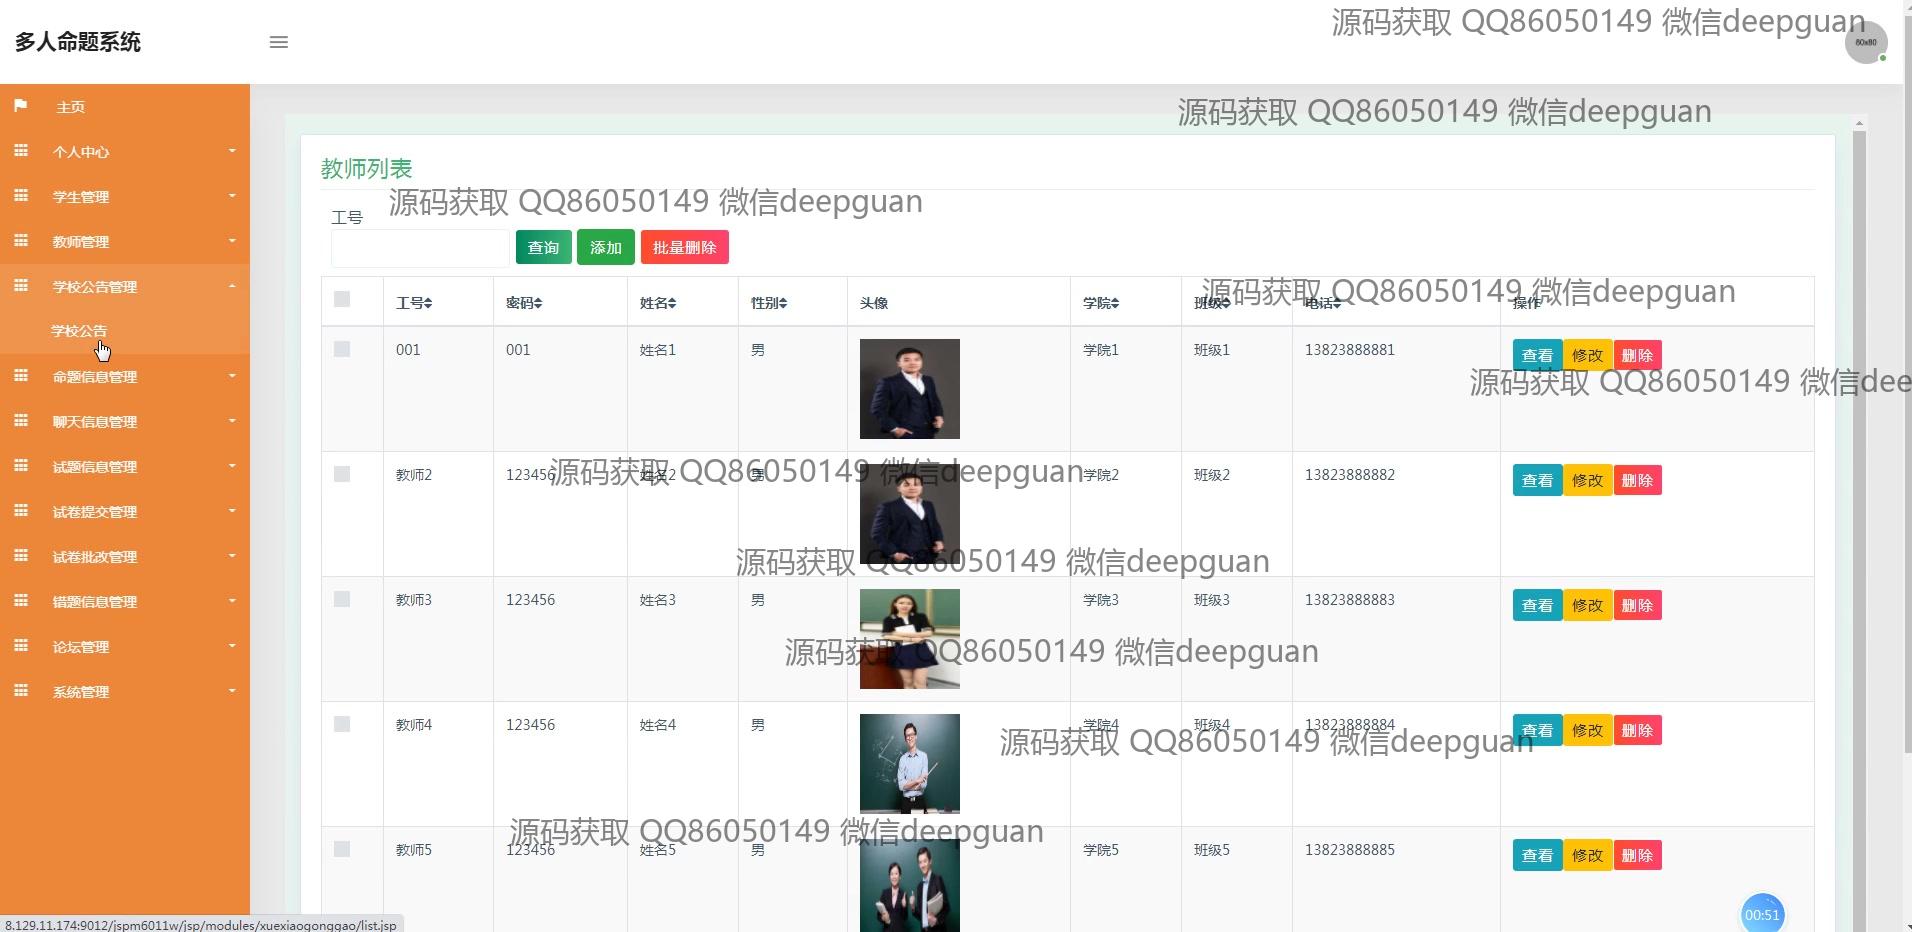 多人命题系统
源码获取 QQ86050149 微信deepguan
60x60
主页
源码获取 QQ86050149 微信deepguan
个人中心
教师列表
学生管理
源码获取 QQ86050149 微信deepguan
工号
教师管理
查询 添加 批量删除
学校公告管理
源码获取 QQ86050149 微信deepguan
工号 密码 姓名 性别 头像 学院 班级 电话 操作
学校公告
001 001 姓名1 男 学院1 班级1 13823888881 查看 修改 删除
命题信息管理
源码获取 QQ86050149 微信dee
聊天信息管理
试题信息管理
源码获取 QQ86050149 微信deepguan
教师2 123456 姓名2 男 学院2 班级2 13823888882 查看 修改 删除
试卷提交管理
试卷批改管理
源码获取 QQ86050149 微信deepguan
错题信息管理
教师3 123456 姓名3 男 学院3 班级3 13823888883 查看 修改 删除
论坛管理
源码获取 QQ86050149 微信deepguan
系统管理
教师4 123456 姓名4 男 学院4 班级4 13823888884 查看 修改 删除
源码获取 QQ86050149 微信deepguan
源码获取 QQ86050149 微信deepguan
教师5 123456 姓名5 男 学院5 班级5 13823888885 查看 修改 删除
00:51
8.129.11.174:9012/jspm6011w/jsp/modules/xuexiaogonggao/list.jsp